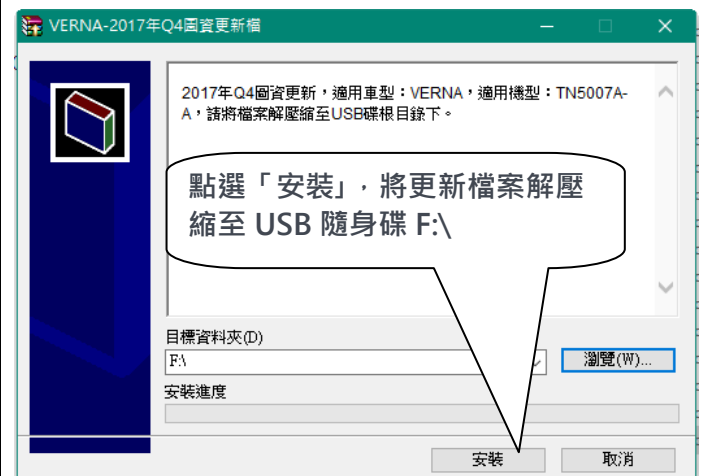 VERNA-2017年Q4圖資更新檔
2017年Q4圖資更新，適用車型：VERNA，適用機型：TN5007A-
A，請將檔案解壓縮至USB碟根目錄下。
點選「安裝」，將更新檔案解壓
縮至 USB 隨身碟 F:\
目標資料夾(D)
F:\
瀏覽(W)...
安裝進度
安裝
取消